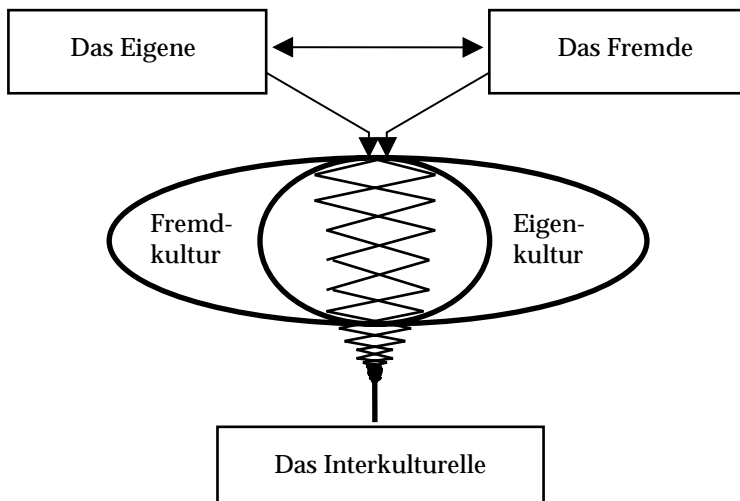 Das Eigene
Das Fremde
Fremd-
kultur
Eigen-
kultur
Das Interkulturelle